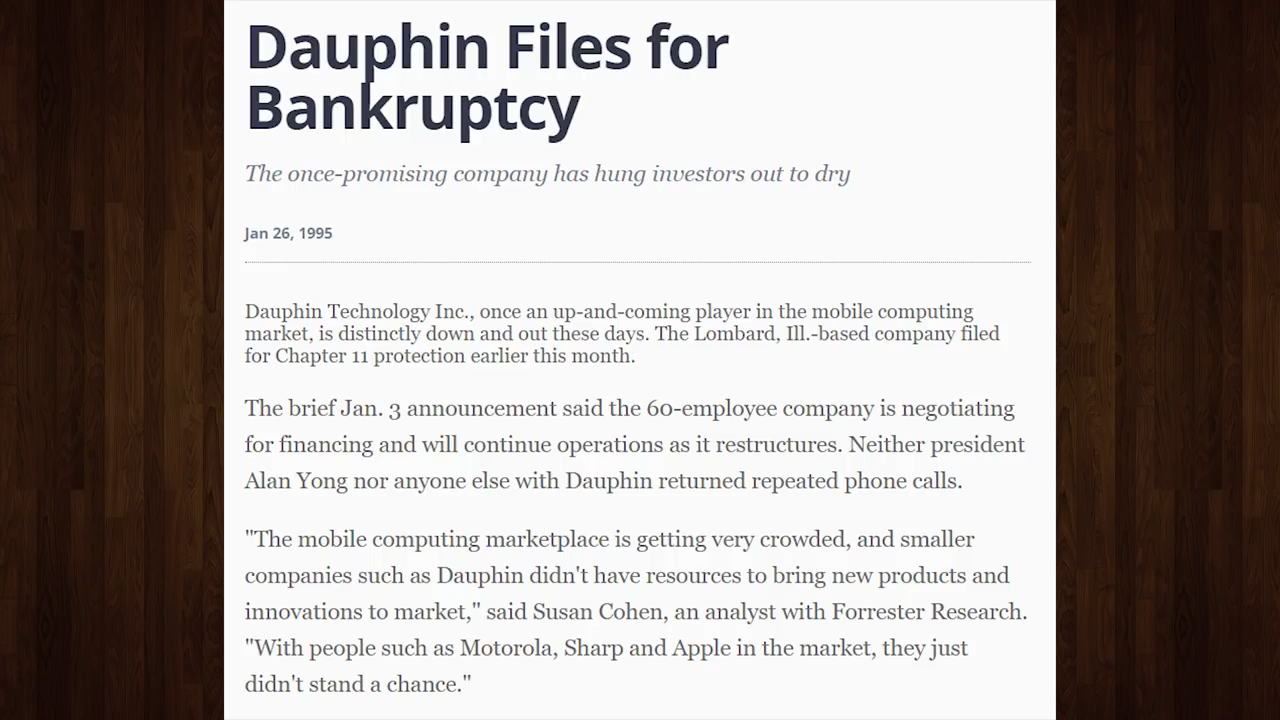 Dauphin Files for
Bankruptcy
The once-promising company has hung investors out to dry
Jan 26, 1995
Dauphin Technology Inc., once an up-and-coming player in the mobile computing
market, is distinctly down and out these days. The Lombard, Ill.-based company filed
for Chapter 11 protection earlier this month.
The brief Jan. 3 announcement said the 60-employee company is negotiating
for financing and will continue operations as it restructures. Neither president
Alan Yong nor anyone else with Dauphin returned repeated phone calls.
"The mobile computing marketplace is getting very crowded, and smaller
companies such as Dauphin didn't have resources to bring new products and
innovations to market," said Susan Cohen, an analyst with Forrester Research.
"With people such as Motorola, Sharp and Apple in the market, they just
didn't stand a chance."